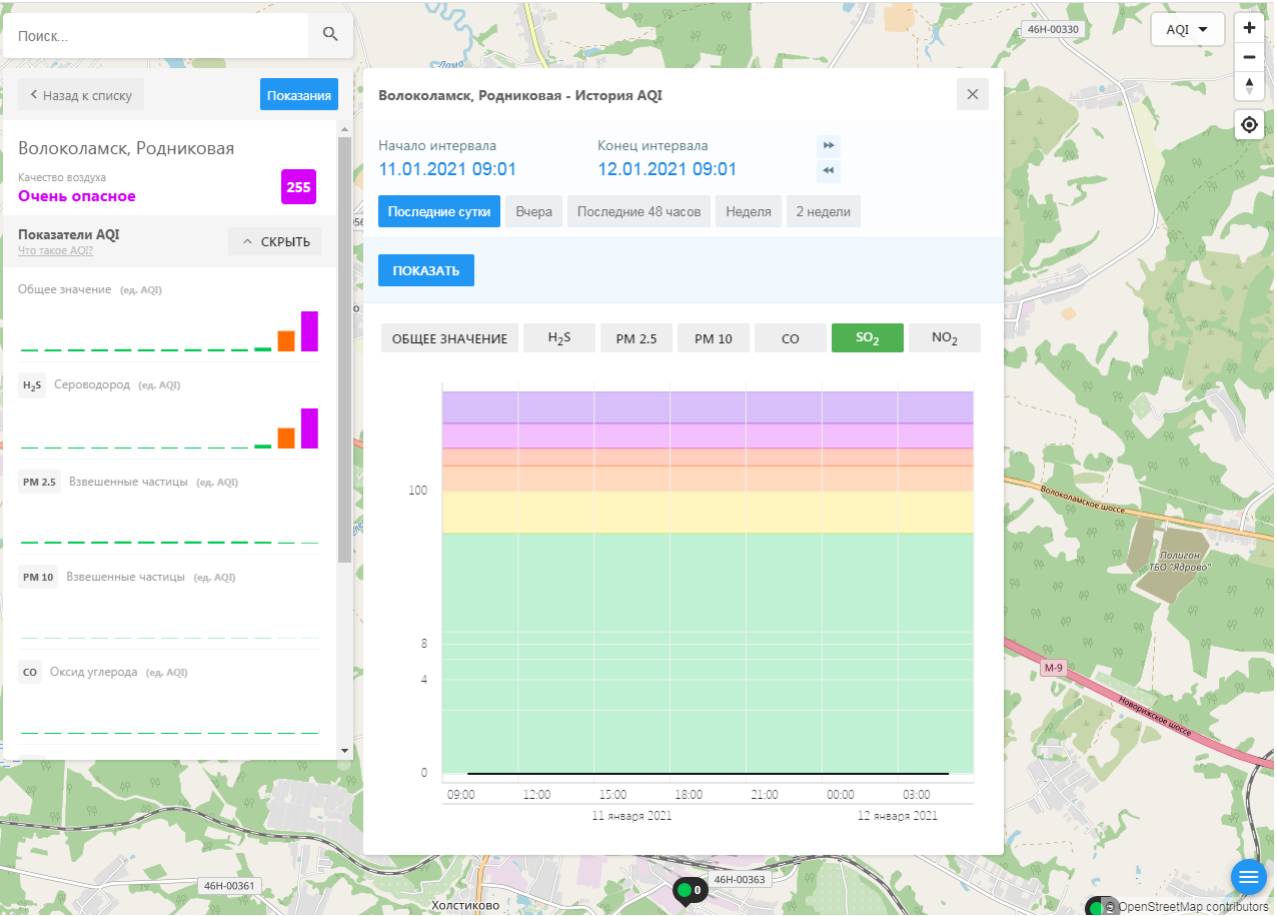 Поиск...
46Н-00330
AQI
Назад к списку
Показания
Волоколамск, Родниковая
Качество воздуха
Очень опасное
255
Показатели AQI
Что такое AQI?
СКРЫТЬ
Общее значение (ед. AQI)
H2S Сероводород (ед. AQI)
PM 2.5 Взвешенные частицы (ед. AQI)
PM 10 Взвешенные частицы (ед. AQI)
CO Оксид углерода (ед. AQI)
Волоколамск, Родниковая - История AQI
Начало интервала
11.01.2021 09:01
Конец интервала
12.01.2021 09:01
Последние сутки
Вчера
Последние 48 часов
Неделя
2 недели
ПОКАЗАТЬ
ОБЩЕЕ ЗНАЧЕНИЕ
H2S
PM 2.5
PM 10
CO
SO2
NO2
100
8
4
0
09:00 12:00 15:00 18:00 21:00 00:00 03:00
11 января 2021 12 января 2021
Лама
Волоколамское шоссе
Полигон
ТБО "Ядрово"
М-9
Новорижское шоссе
46Н-00361
46Н-00363
0
Холстиково
© OpenStreetMap contributors